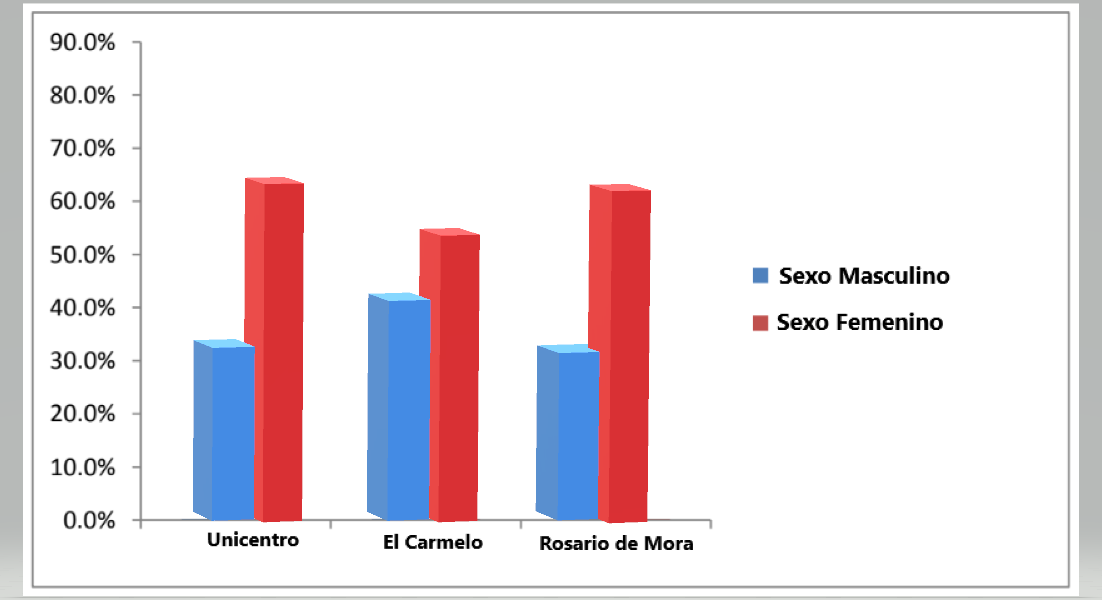 90.0%
80.0%
70.0%
60.0%
50.0%
40.0%
30.0%
20.0%
10.0%
0.0%
Unicentro
El Carmelo
Rosario de Mora
Sexo Masculino
Sexo Femenino